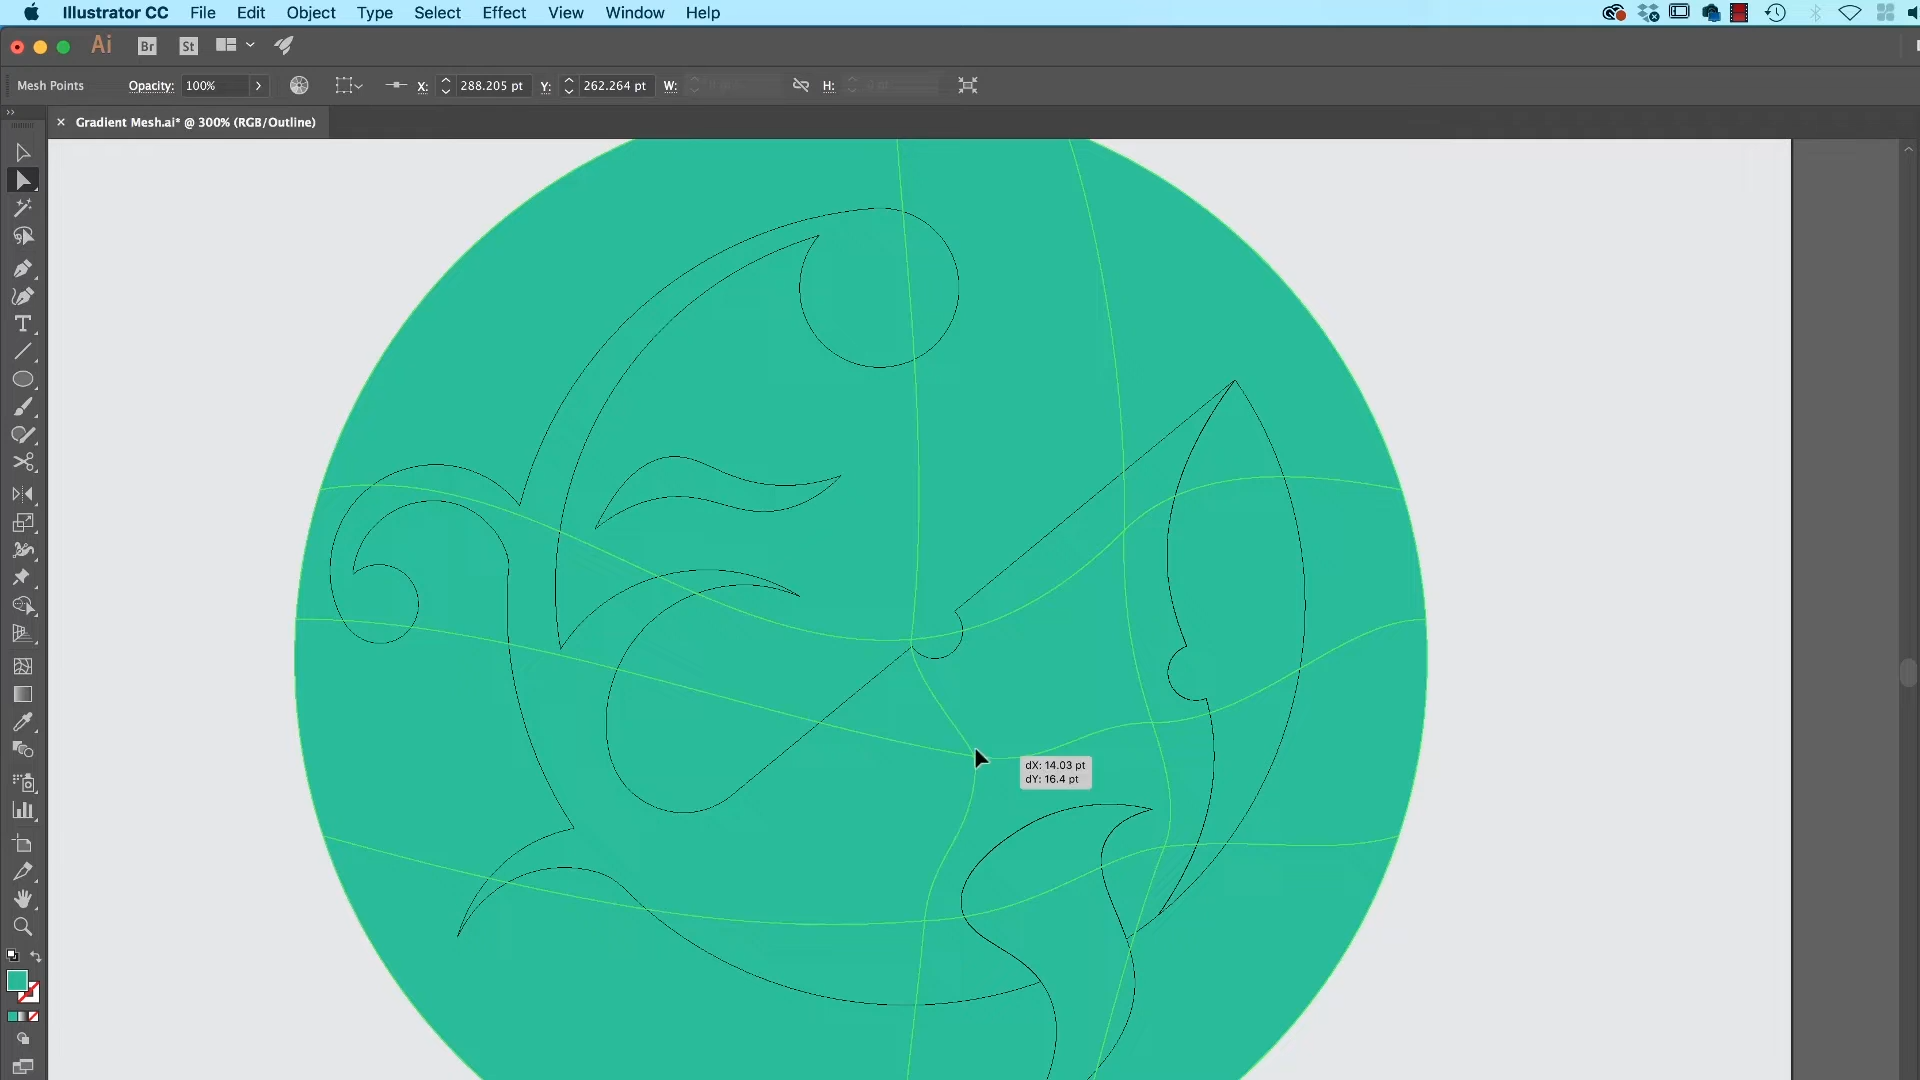 Illustrator CC File Edit Object Type Select Effect View Window Help
Ai Br St
Mesh Points Opacity: 100% X: 288.205 pt Y: 262.264 pt W: H:
× Gradient Mesh.ai* @ 300% (RGB/Outline)
dX: 14.03 pt
dY: 16.4 pt